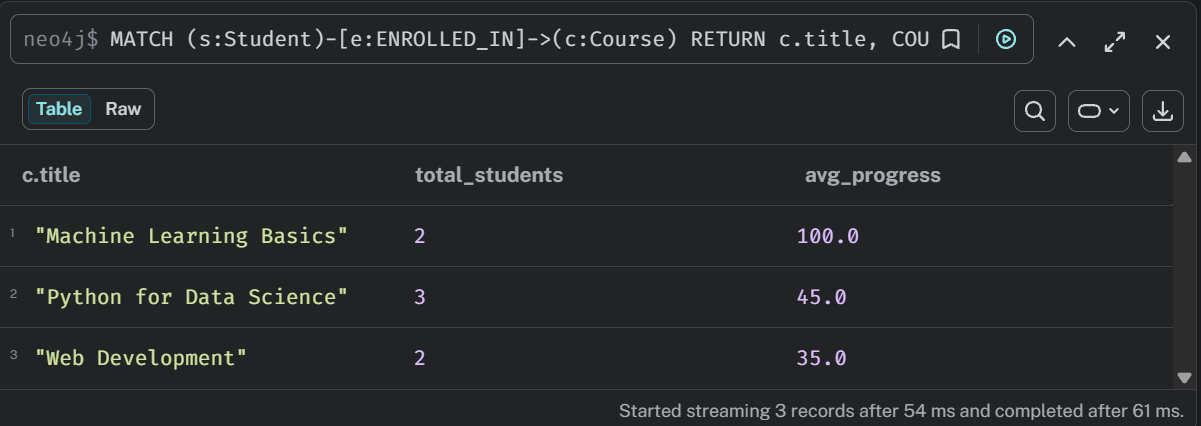 neo4j$ MATCH (s:Student)-[e:ENROLLED_IN]->(c:Course) RETURN c.title, COU
Table Raw
c.title total_students avg_progress
1 "Machine Learning Basics" 2 100.0
2 "Python for Data Science" 3 45.0
3 "Web Development" 2 35.0
Started streaming 3 records after 54 ms and completed after 61 ms.